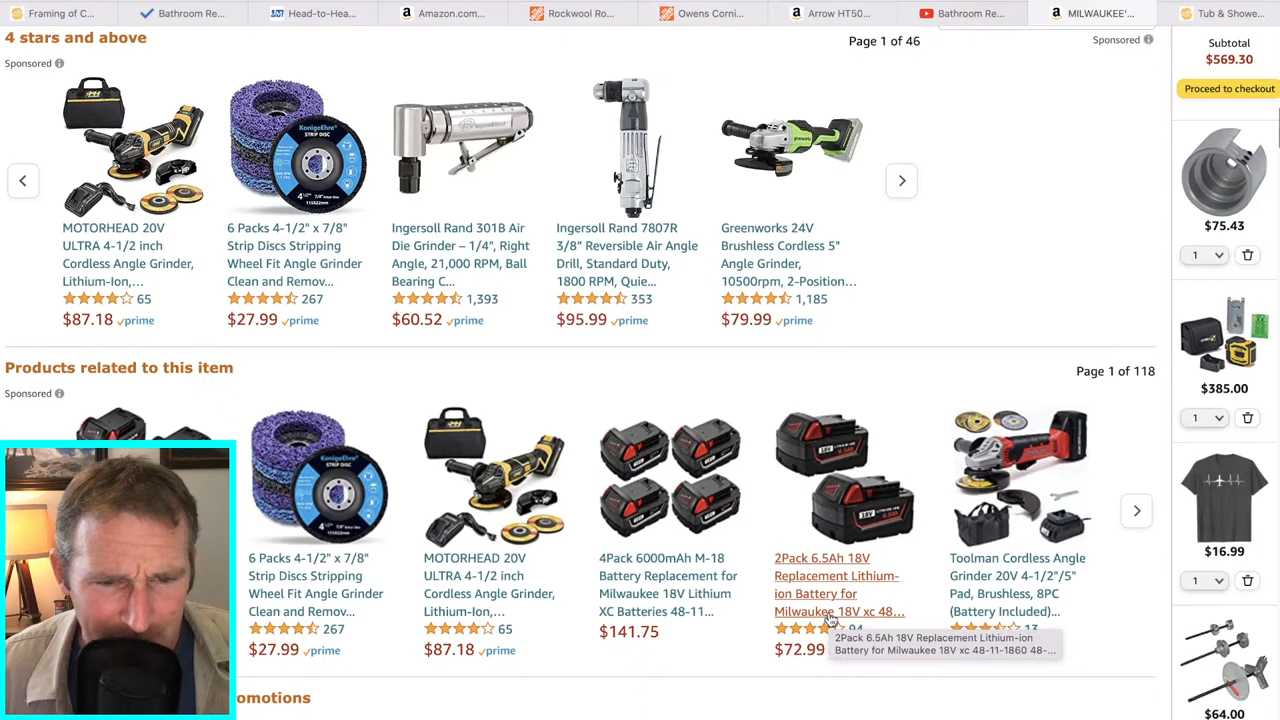 Framing of C...
Bathroom Re...
Head-to-Hea...
Amazon.com...
Rockwool Ro...
Owens Corni...
Arrow HT50...
Bathroom Re...
MILWAUKEE'...
Tub & Showe...
4 stars and above
Page 1 of 46
Sponsored
Sponsored
Subtotal
$569.30
Proceed to checkout
MOTORHEAD 20V
ULTRA 4-1/2 inch
Cordless Angle Grinder,
Lithium-Ion,...
65
$87.18 prime
6 Packs 4-1/2" x 7/8"
Strip Discs Stripping
Wheel Fit Angle Grinder
Clean and Remov...
267
$27.99 prime
Ingersoll Rand 301B Air
Die Grinder – 1/4", Right
Angle, 21,000 RPM, Ball
Bearing C...
1,393
$60.52 prime
Ingersoll Rand 7807R
3/8” Reversible Air Angle
Drill, Standard Duty,
1800 RPM, Quie...
353
$95.99 prime
Greenworks 24V
Brushless Cordless 5"
Angle Grinder,
10500rpm, 2-Position...
1,185
$79.99 prime
$75.43
1
$385.00
1
$16.99
1
$64.00
Products related to this item
Page 1 of 118
Sponsored
KonigeEhre
STRIP DISC
6 Packs 4-1/2" x 7/8"
Strip Discs Stripping
Wheel Fit Angle Grinder
Clean and Remov...
267
$27.99 prime
MOTORHEAD 20V
ULTRA 4-1/2 inch
Cordless Angle Grinder,
Lithium-Ion,...
65
$87.18 prime
4Pack 6000mAh M-18
Battery Replacement for
Milwaukee 18V Lithium
XC Batteries 48-11...
$141.75
2Pack 6.5Ah 18V
Replacement Lithium-
ion Battery for
Milwaukee 18V xc 48...
94
$72.99
2Pack 6.5Ah 18V Replacement Lithium-ion
Battery for Milwaukee 18V xc 48-11-1860 48-...
Toolman Cordless Angle
Grinder 20V 4-1/2"/5"
Pad, Brushless, 8PC
(Battery Included)...
13
omotions